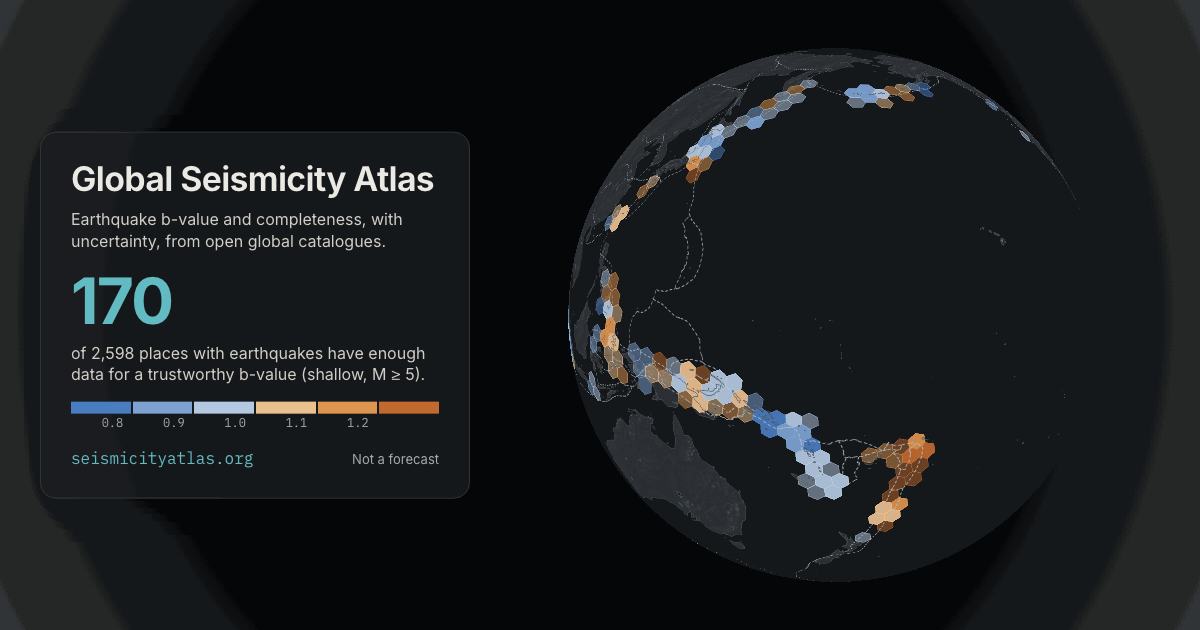 Global Seismicity Atlas
Earthquake b-value and completeness, with
uncertainty, from open global catalogues.
170
of 2,598 places with earthquakes have enough
data for a trustworthy b-value (shallow, M ≥ 5).
0.8 0.9 1.0 1.1 1.2
seismicityatlas.org Not a forecast